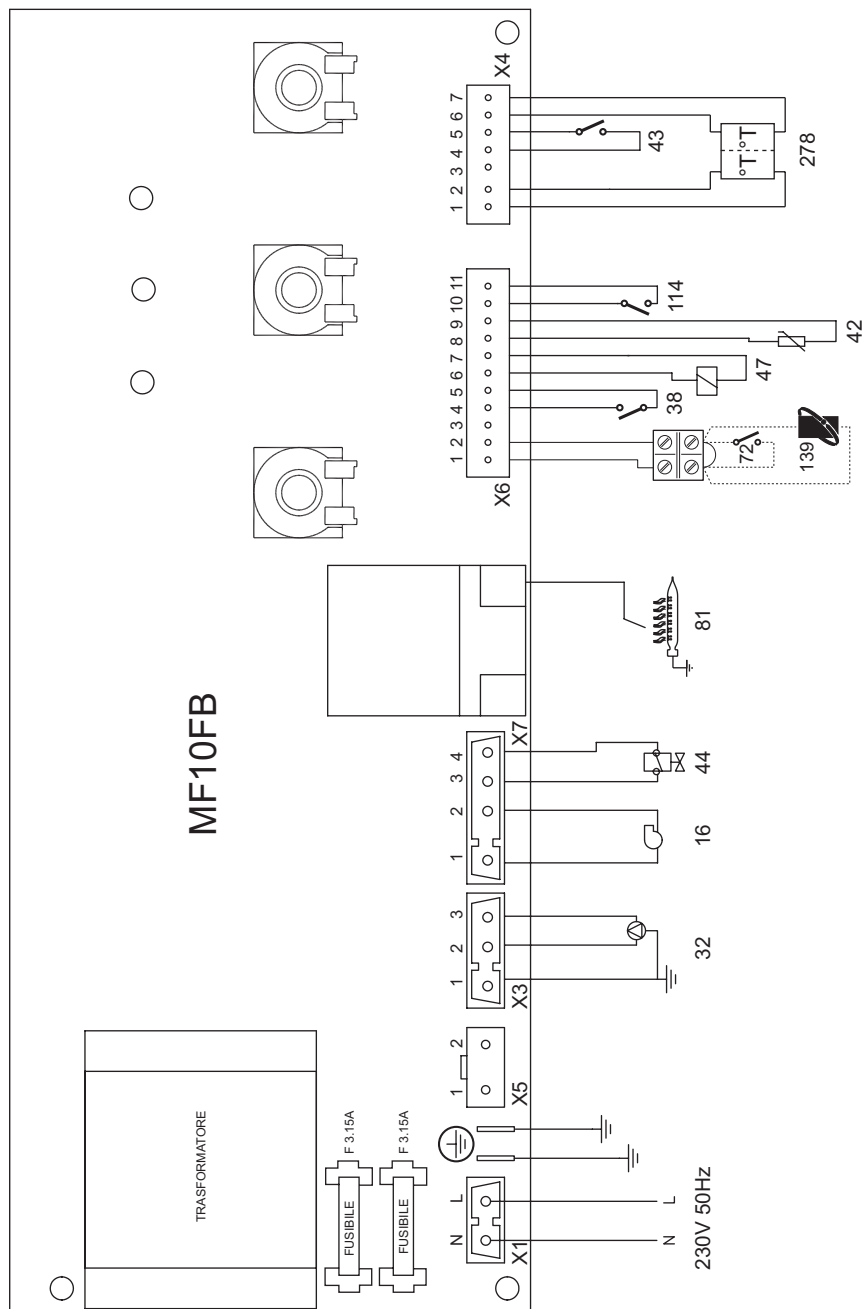 MF10FB
TRASFORMATORE
FUSIBILE
F 3.15A
FUSIBILE
F 3.15A
N L
X1
1 2
X5
1 2 3
X3
1 2 3 4
X7
1 2 3 4 5 6 7 8 9 10 11
X6
1 2 4 5 6 7
X4
N L
230V 50Hz
32
16
44
81
72
139
38
47
42
114
43
°T °T
278